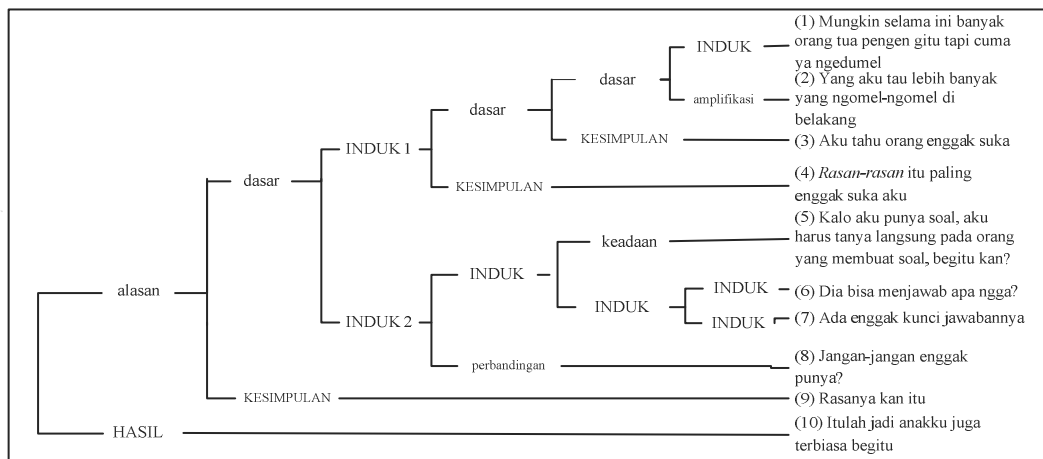 (1) Mungkin selama ini banyak
INDUK
orang tua pengen gitu tapi cuma
ya ngedumel
dasar
(2) Yang aku tau lebih banyak
amplifikasi
yang ngomel-ngomel di
belakang
dasar
KESIMPULAN
(3) Aku tahu orang enggak suka
INDUK 1
dasar
KESIMPULAN
(4) Rasan-rasan itu paling
enggak suka aku
(5) Kalo aku punya soal, aku
keadaan
harus tanya langsung pada orang
yang membuat soal, begitu kan?
INDUK
alasan
INDUK
INDUK
(6) Dia bisa menjawab apa ngga?
INDUK 2
INDUK
(7) Ada enggak kunci jawabannya
perbandingan
(8) Jangan-jangan enggak
punya?
KESIMPULAN
(9) Rasanya kan itu
HASIL
(10) Itulah jadi anakku juga
terbiasa begitu